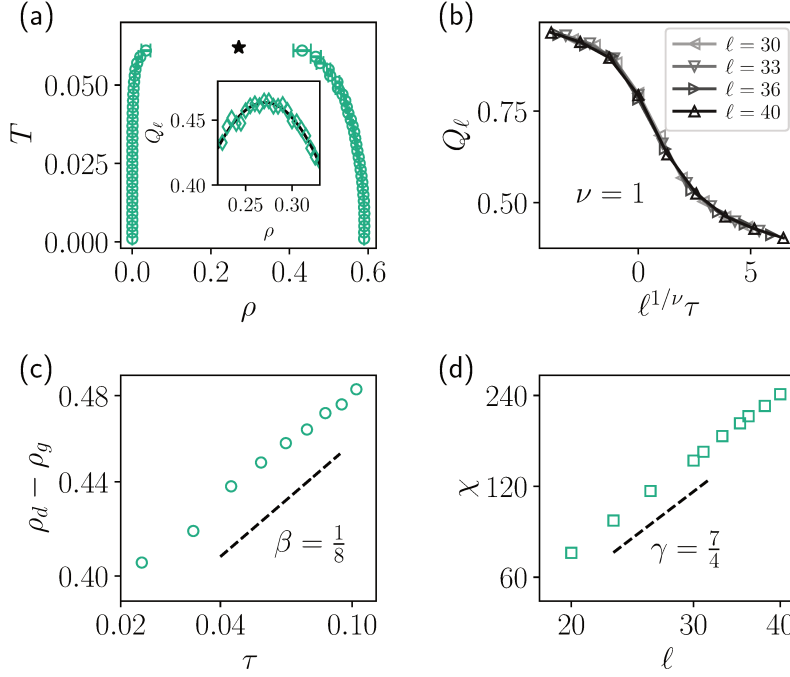 (a)
T
0.050
0.025
0.000
0.0 0.2 0.4 0.6
ρ
Q_ℓ
0.45
0.40
0.25 0.30
ρ
(b)
Q_ℓ
0.75
0.50
0 5
ℓ^{1/ν}τ
ν = 1
ℓ = 30
ℓ = 33
ℓ = 36
ℓ = 40
(c)
ρ_d − ρ_g
0.48
0.44
0.40
0.02 0.04 0.10
τ
β = 1/8
(d)
χ
240
120
60
20 30 40
ℓ
γ = 7/4